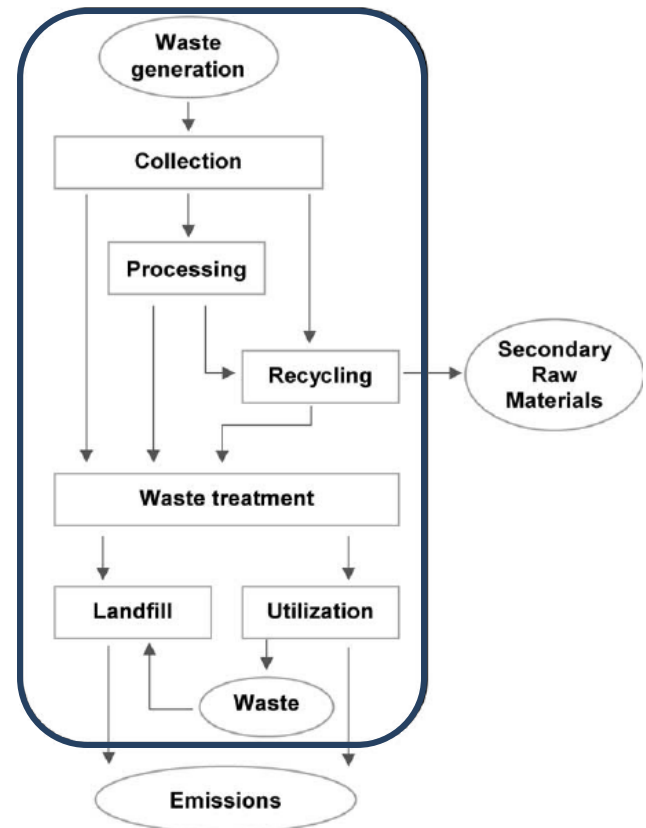 Waste
generation
Collection
Processing
Recycling
Secondary
Raw
Materials
Waste treatment
Landfill
Utilization
Waste
Emissions